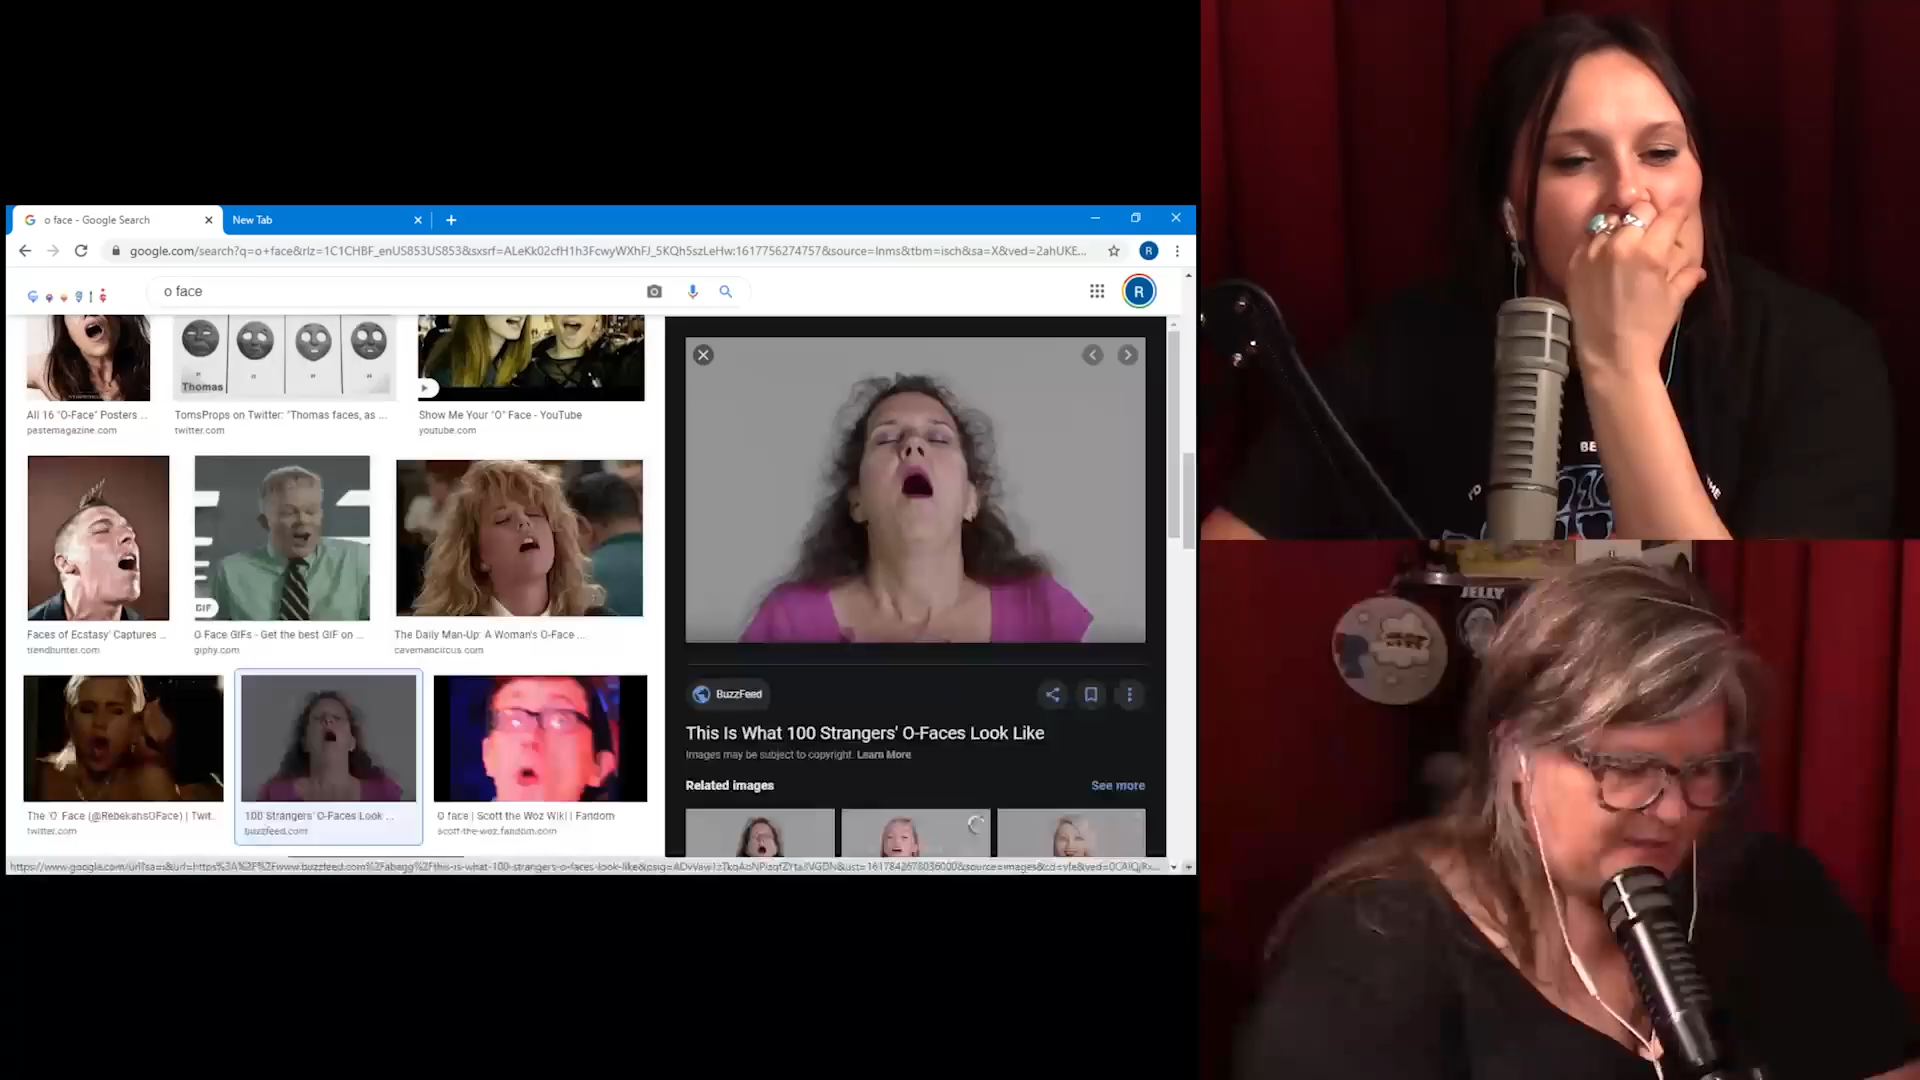 o face - Google Search
New Tab
google.com/search?q=o+face&rlz=1C1CHBF_enUS853US853&sxsrf=ALeKk02cfH1h3FcwyWXhFJ_5KQh5szLeHw:1617756274757&source=lnms&tbm=isch&sa=X&ved=2ahUKE...
R
o face
R
Thomas
All 16 "O-Face" Posters ...
pastemagazine.com
TomsProps on Twitter: "Thomas faces, as ...
twitter.com
Show Me Your "O" Face - YouTube
youtube.com
GIF
Faces of Ecstasy' Captures ...
trendhunter.com
O Face GIFs - Get the best GIF on ...
giphy.com
The Daily Man-Up: A Woman's O-Face ...
cavemancircus.com
The 'O' Face (@RebekahsOFace) | Twit...
twitter.com
100 Strangers' O-Faces Look ...
buzzfeed.com
O face | Scott the Woz Wiki | Fandom
scott-the-woz.fandom.com
BuzzFeed
This Is What 100 Strangers' O-Faces Look Like
Images may be subject to copyright. Learn More
Related images
See more
BE
JELLY